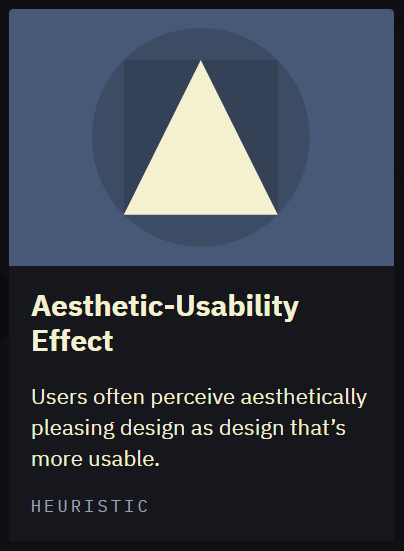 Aesthetic-Usability
Effect
Users often perceive aesthetically
pleasing design as design that’s
more usable.
HEURISTIC